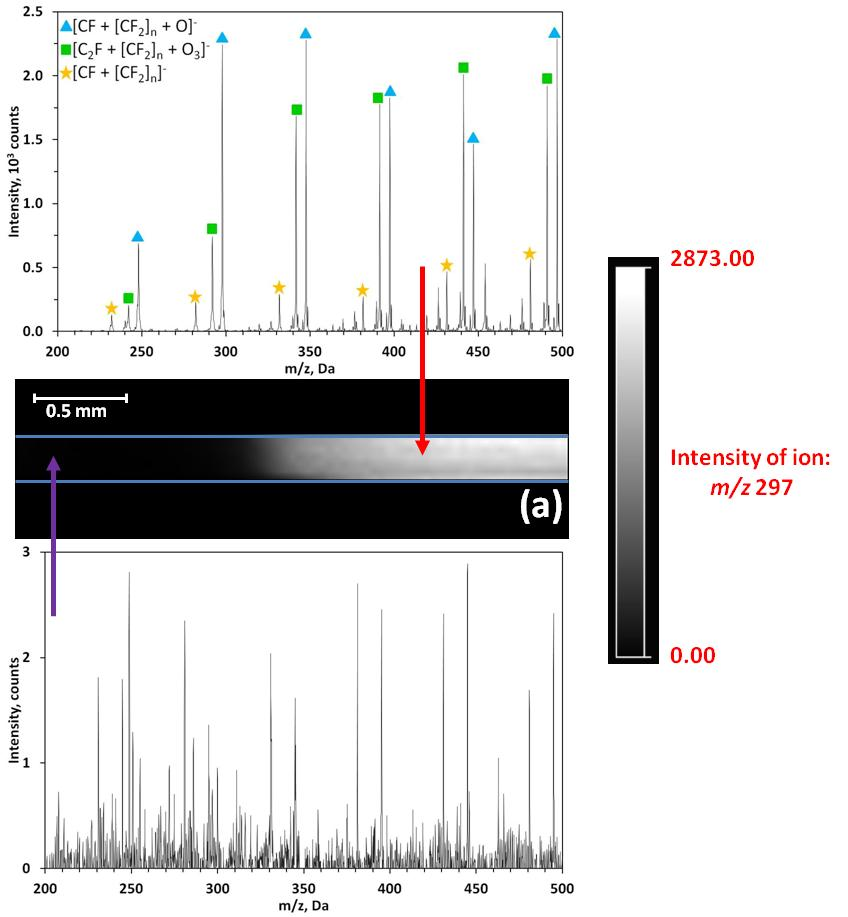 2.5
2.0
1.5
1.0
0.5
0.0
Intensity, 10³ counts
[CF + [CF₂]ₙ + O]⁻
[C₂F + [CF₂]ₙ + O₃]⁻
[CF + [CF₂]ₙ]⁻
200 250 300 350 400 450 500
m/z, Da
0.5 mm
(a)
2873.00
Intensity of ion:
m/z 297
0.00
3
2
1
0
Intensity, counts
200 250 300 350 400 450 500
m/z, Da